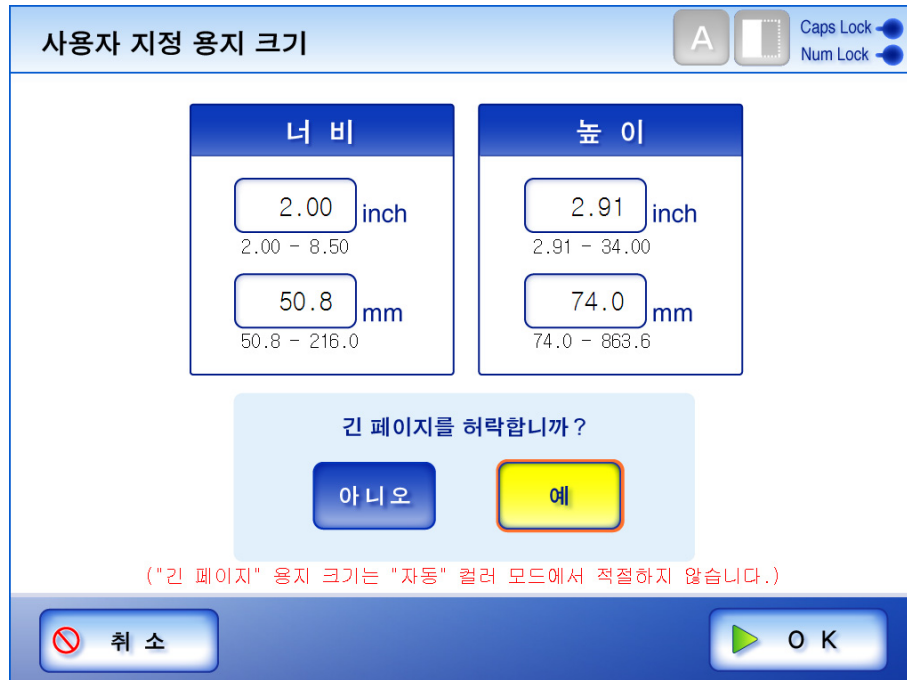 사용자 지정 용지 크기
A
Caps Lock
Num Lock
너 비
2.00 inch
2.00 - 8.50
50.8 mm
50.8 - 216.0
높 이
2.91 inch
2.91 - 34.00
74.0 mm
74.0 - 863.6
긴 페이지를 허락합니까?
아니오
예
("긴 페이지" 용지 크기는 "자동" 컬러 모드에서 적절하지 않습니다.)
취 소
O K